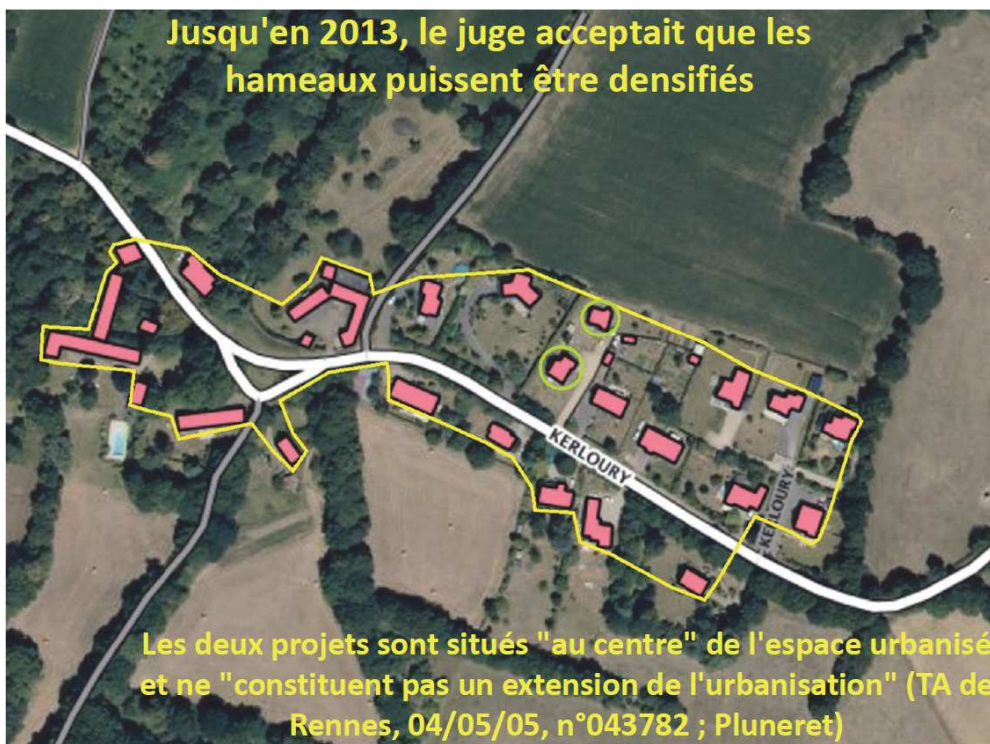 Jusqu'en 2013, le juge acceptait que les
hameaux puissent être densifiés
KERLOURY
KERLOURY
Les deux projets sont situés "au centre" de l'espace urbanisé
et ne "constituent pas un extension de l'urbanisation" (TA de
Rennes, 04/05/05, n°043782 ; Pluneret)